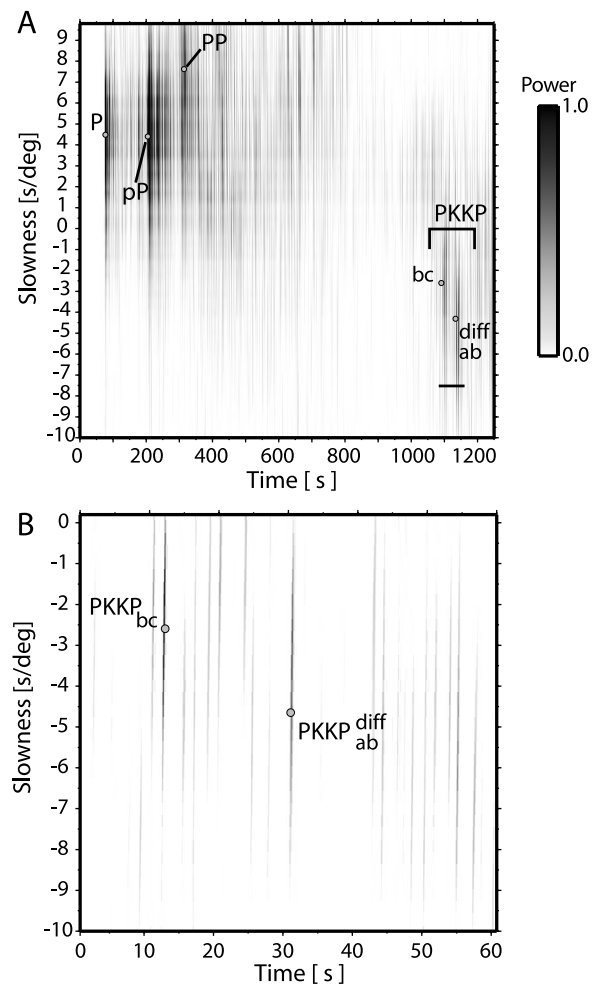 A
Slowness [s/deg]
9
8
7
6
5
4
3
2
1
0
-1
-2
-3
-4
-5
-6
-7
-8
-9
-10
P
pP
PP
PKKP
bc
diff
ab
0 200 400 600 800 1000 1200
Time [ s ]
Power
1.0
0.0
B
Slowness [s/deg]
0
-1
-2
-3
-4
-5
-6
-7
-8
-9
-10
PKKP bc
PKKP diff ab
0 10 20 30 40 50 60
Time [ s ]